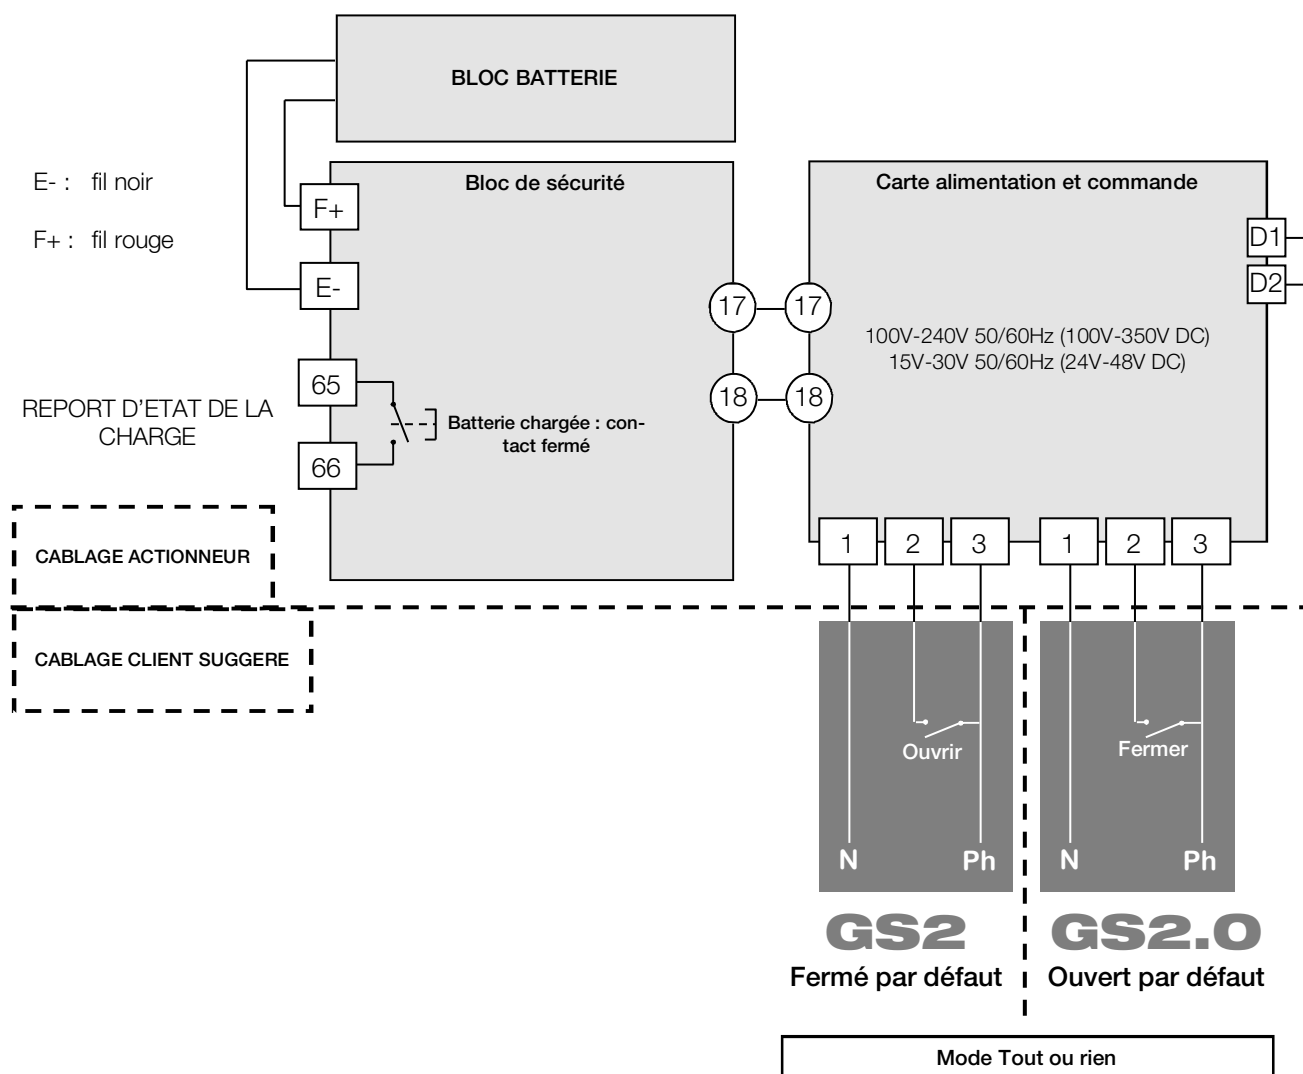 BLOC BATTERIE
E- : fil noir
F+ : fil rouge
Bloc de sécurité
F+
E-
17
18
65
66
REPORT D'ETAT DE LA
CHARGE
Batterie chargée : con-
tact fermé
Carte alimentation et commande
D1
D2
17
18
100V-240V 50/60Hz (100V-350V DC)
15V-30V 50/60Hz (24V-48V DC)
1 2 3 1 2 3
CABLAGE ACTIONNEUR
CABLAGE CLIENT SUGGERE
Ouvrir
Fermer
N Ph N Ph
GS2 GS2.0
Fermé par défaut Ouvert par défaut
Mode Tout ou rien